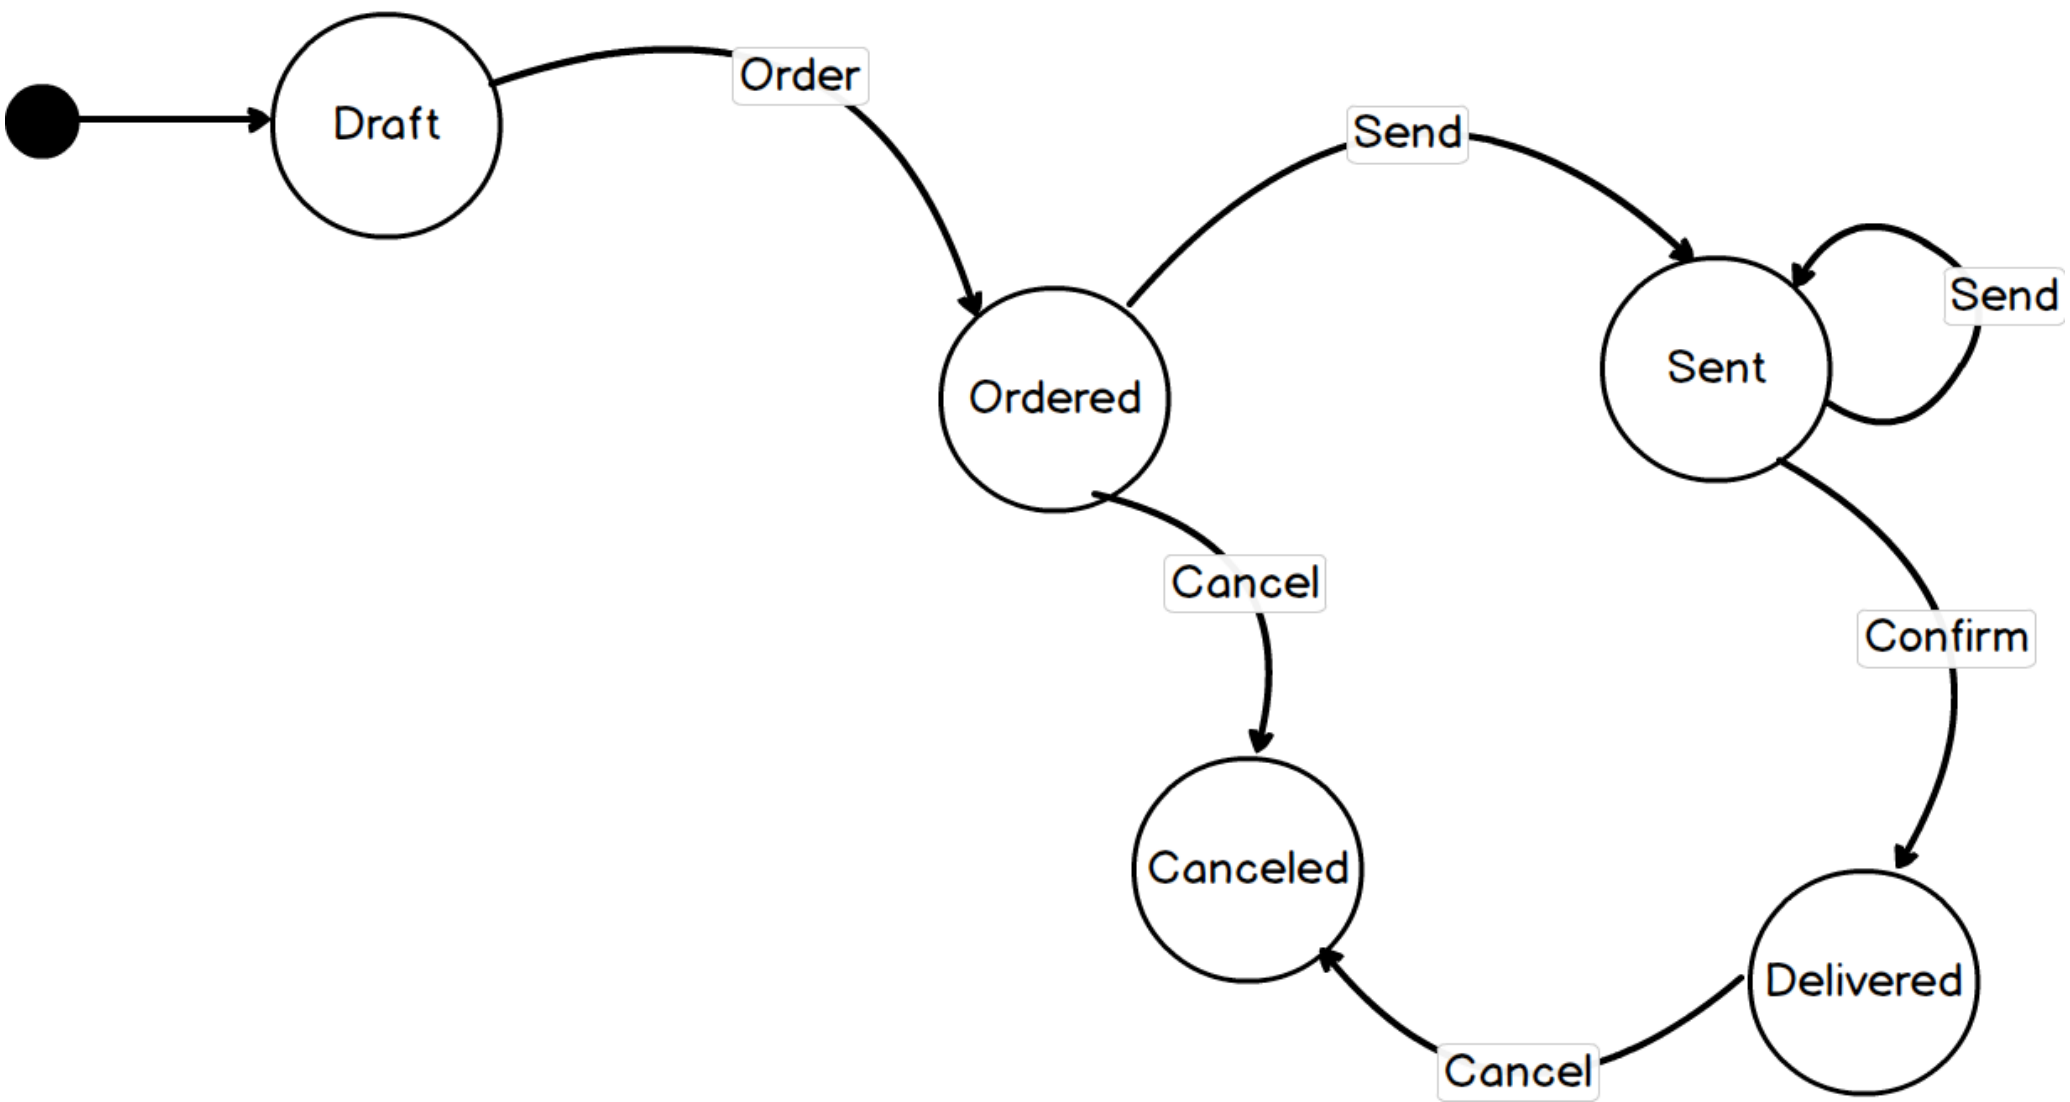 Draft
Order
Send
Send
Ordered
Sent
Cancel
Confirm
Canceled
Delivered
Cancel